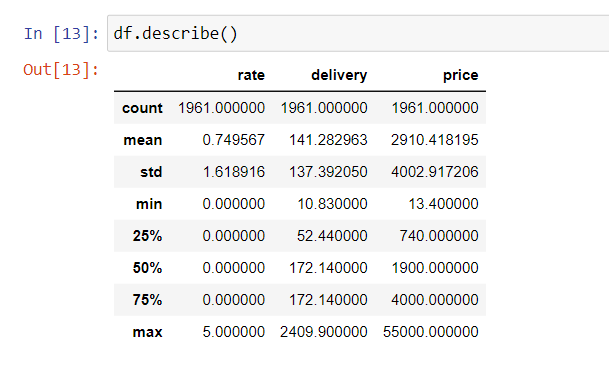 In [13]: df.describe()
Out[13]:
rate delivery price
count 1961.000000 1961.000000 1961.000000
mean 0.749567 141.282963 2910.418195
std 1.618916 137.392050 4002.917206
min 0.000000 10.830000 13.400000
25% 0.000000 52.440000 740.000000
50% 0.000000 172.140000 1900.000000
75% 0.000000 172.140000 4000.000000
max 5.000000 2409.900000 55000.000000